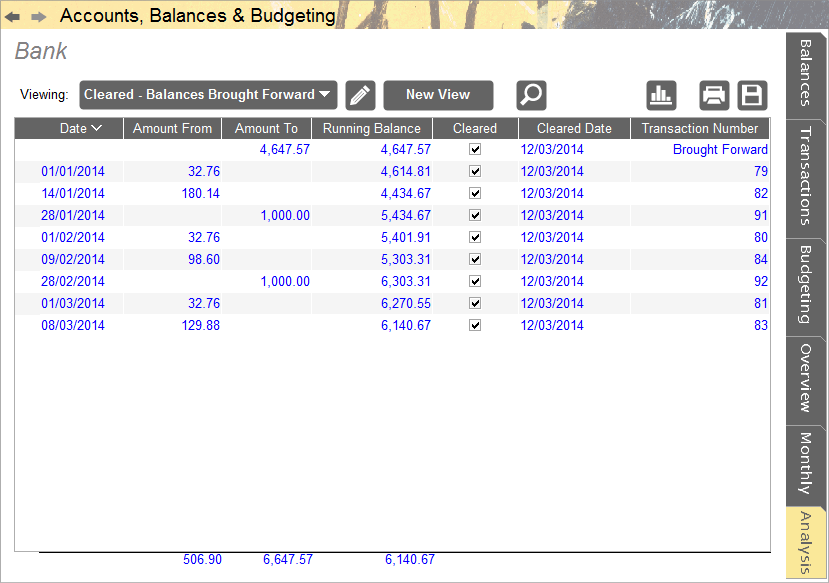 Accounts, Balances & Budgeting
Bank
Viewing: Cleared - Balances Brought Forward New View
Date Amount From Amount To Running Balance Cleared Cleared Date Transaction Number
4,647.57 4,647.57 12/03/2014 Brought Forward
01/01/2014 32.76 4,614.81 12/03/2014 79
14/01/2014 180.14 4,434.67 12/03/2014 82
28/01/2014 1,000.00 5,434.67 12/03/2014 91
01/02/2014 32.76 5,401.91 12/03/2014 80
09/02/2014 98.60 5,303.31 12/03/2014 84
28/02/2014 1,000.00 6,303.31 12/03/2014 92
01/03/2014 32.76 6,270.55 12/03/2014 81
08/03/2014 129.88 6,140.67 12/03/2014 83
506.90 6,647.57 6,140.67
Balances
Transactions
Budgeting
Overview
Monthly
Analysis